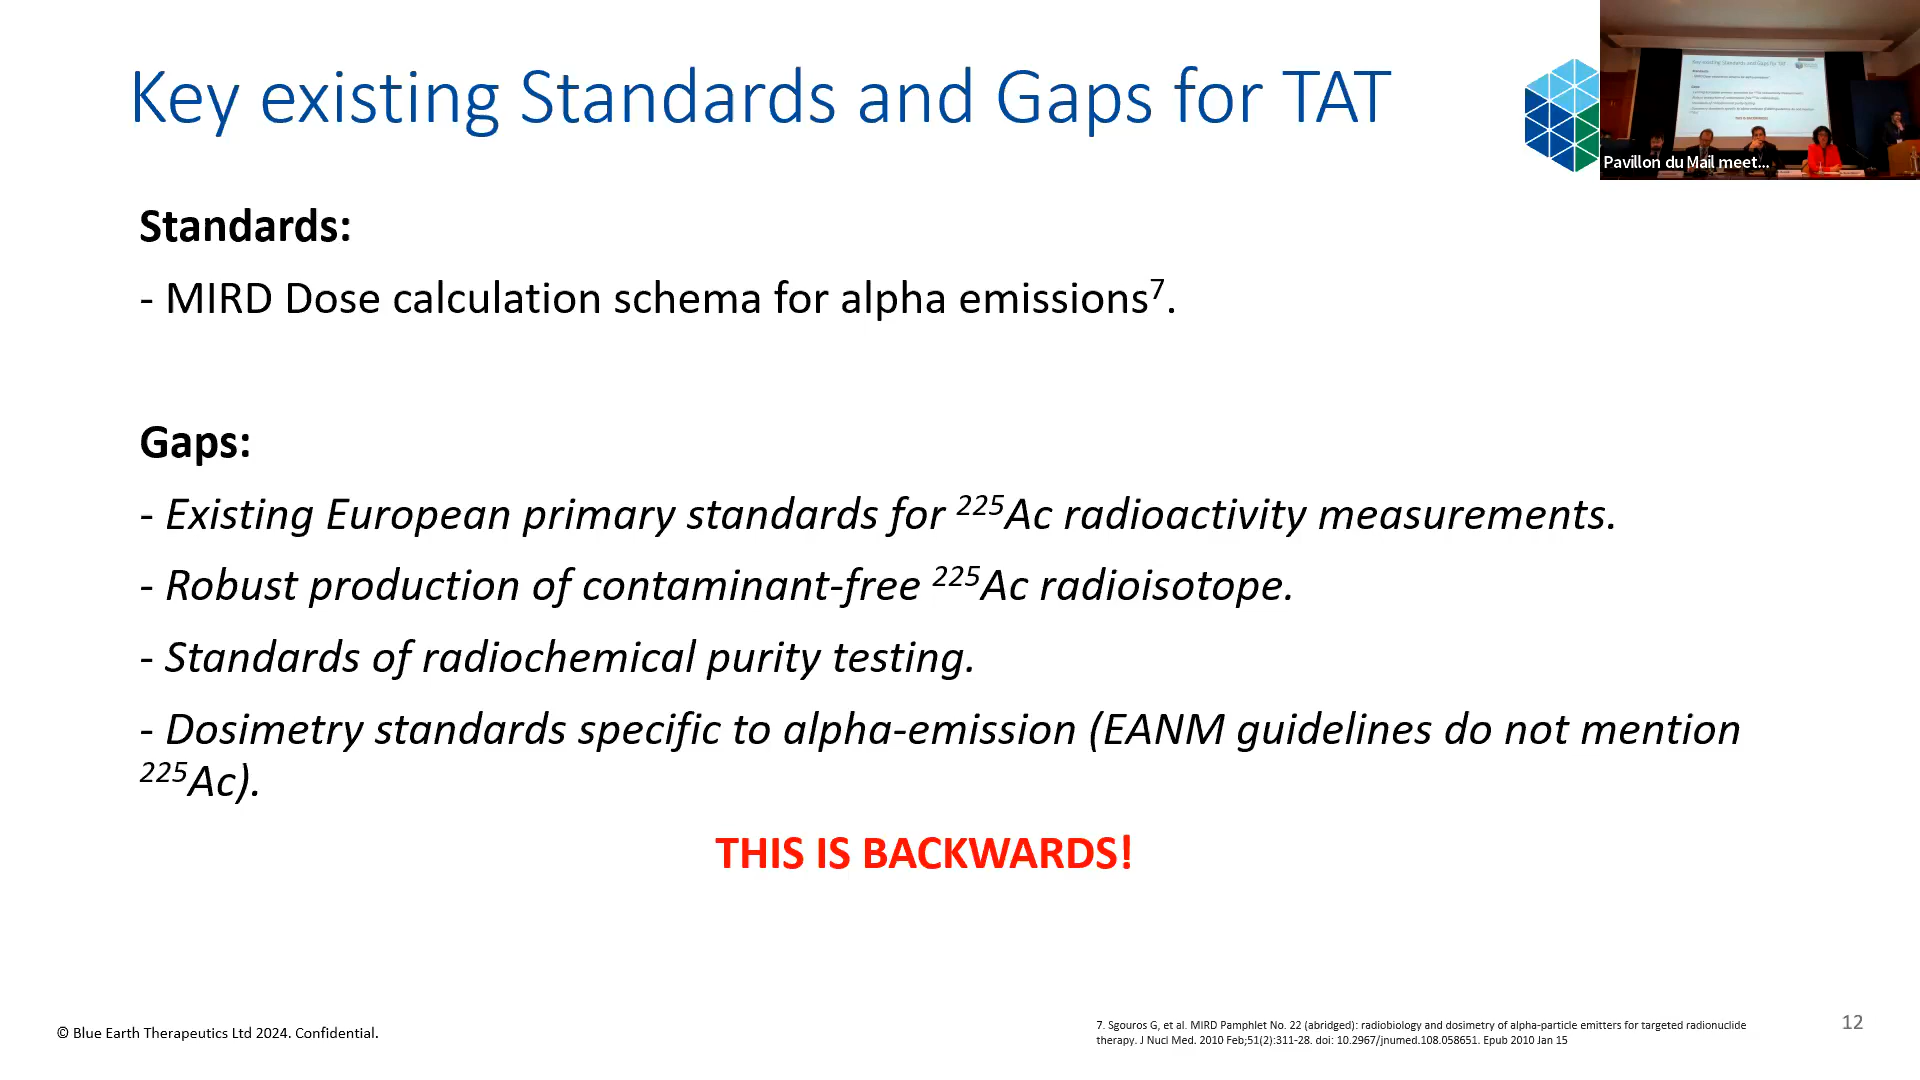 Key existing Standards and Gaps for TAT
Pavillon du Mail meet...
Standards:
- MIRD Dose calculation schema for alpha emissions⁷.
Gaps:
- Existing European primary standards for ²²⁵Ac radioactivity measurements.
- Robust production of contaminant-free ²²⁵Ac radioisotope.
- Standards of radiochemical purity testing.
- Dosimetry standards specific to alpha-emission (EANM guidelines do not mention
²²⁵Ac).
THIS IS BACKWARDS!
© Blue Earth Therapeutics Ltd 2024. Confidential.
7. Sgouros G, et al. MIRD Pamphlet No. 22 (abridged): radiobiology and dosimetry of alpha-particle emitters for targeted radionuclide
therapy. J Nucl Med. 2010 Feb;51(2):311-28. doi: 10.2967/jnumed.108.058651. Epub 2010 Jan 15
12